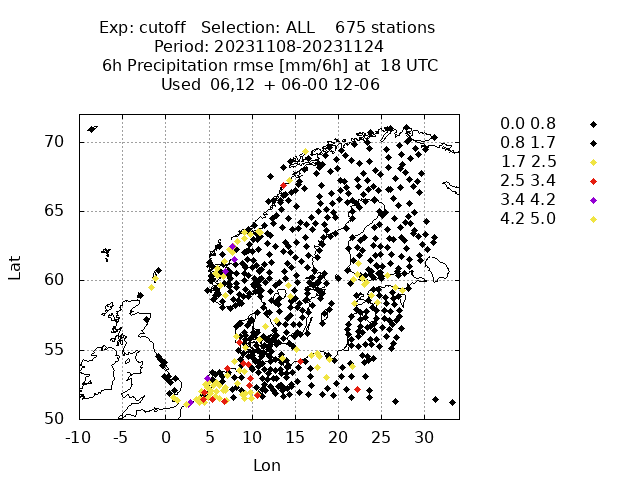 Exp: cutoff   Selection: ALL    675 stations
Period: 20231108-20231124
6h Precipitation rmse [mm/6h] at  18 UTC
Used  06,12  + 06-00  12-06
0.0 0.8
0.8 1.7
1.7 2.5
2.5 3.4
3.4 4.2
4.2 5.0
70
65
60
55
50
Lat
-10 -5 0 5 10 15 20 25 30
Lon